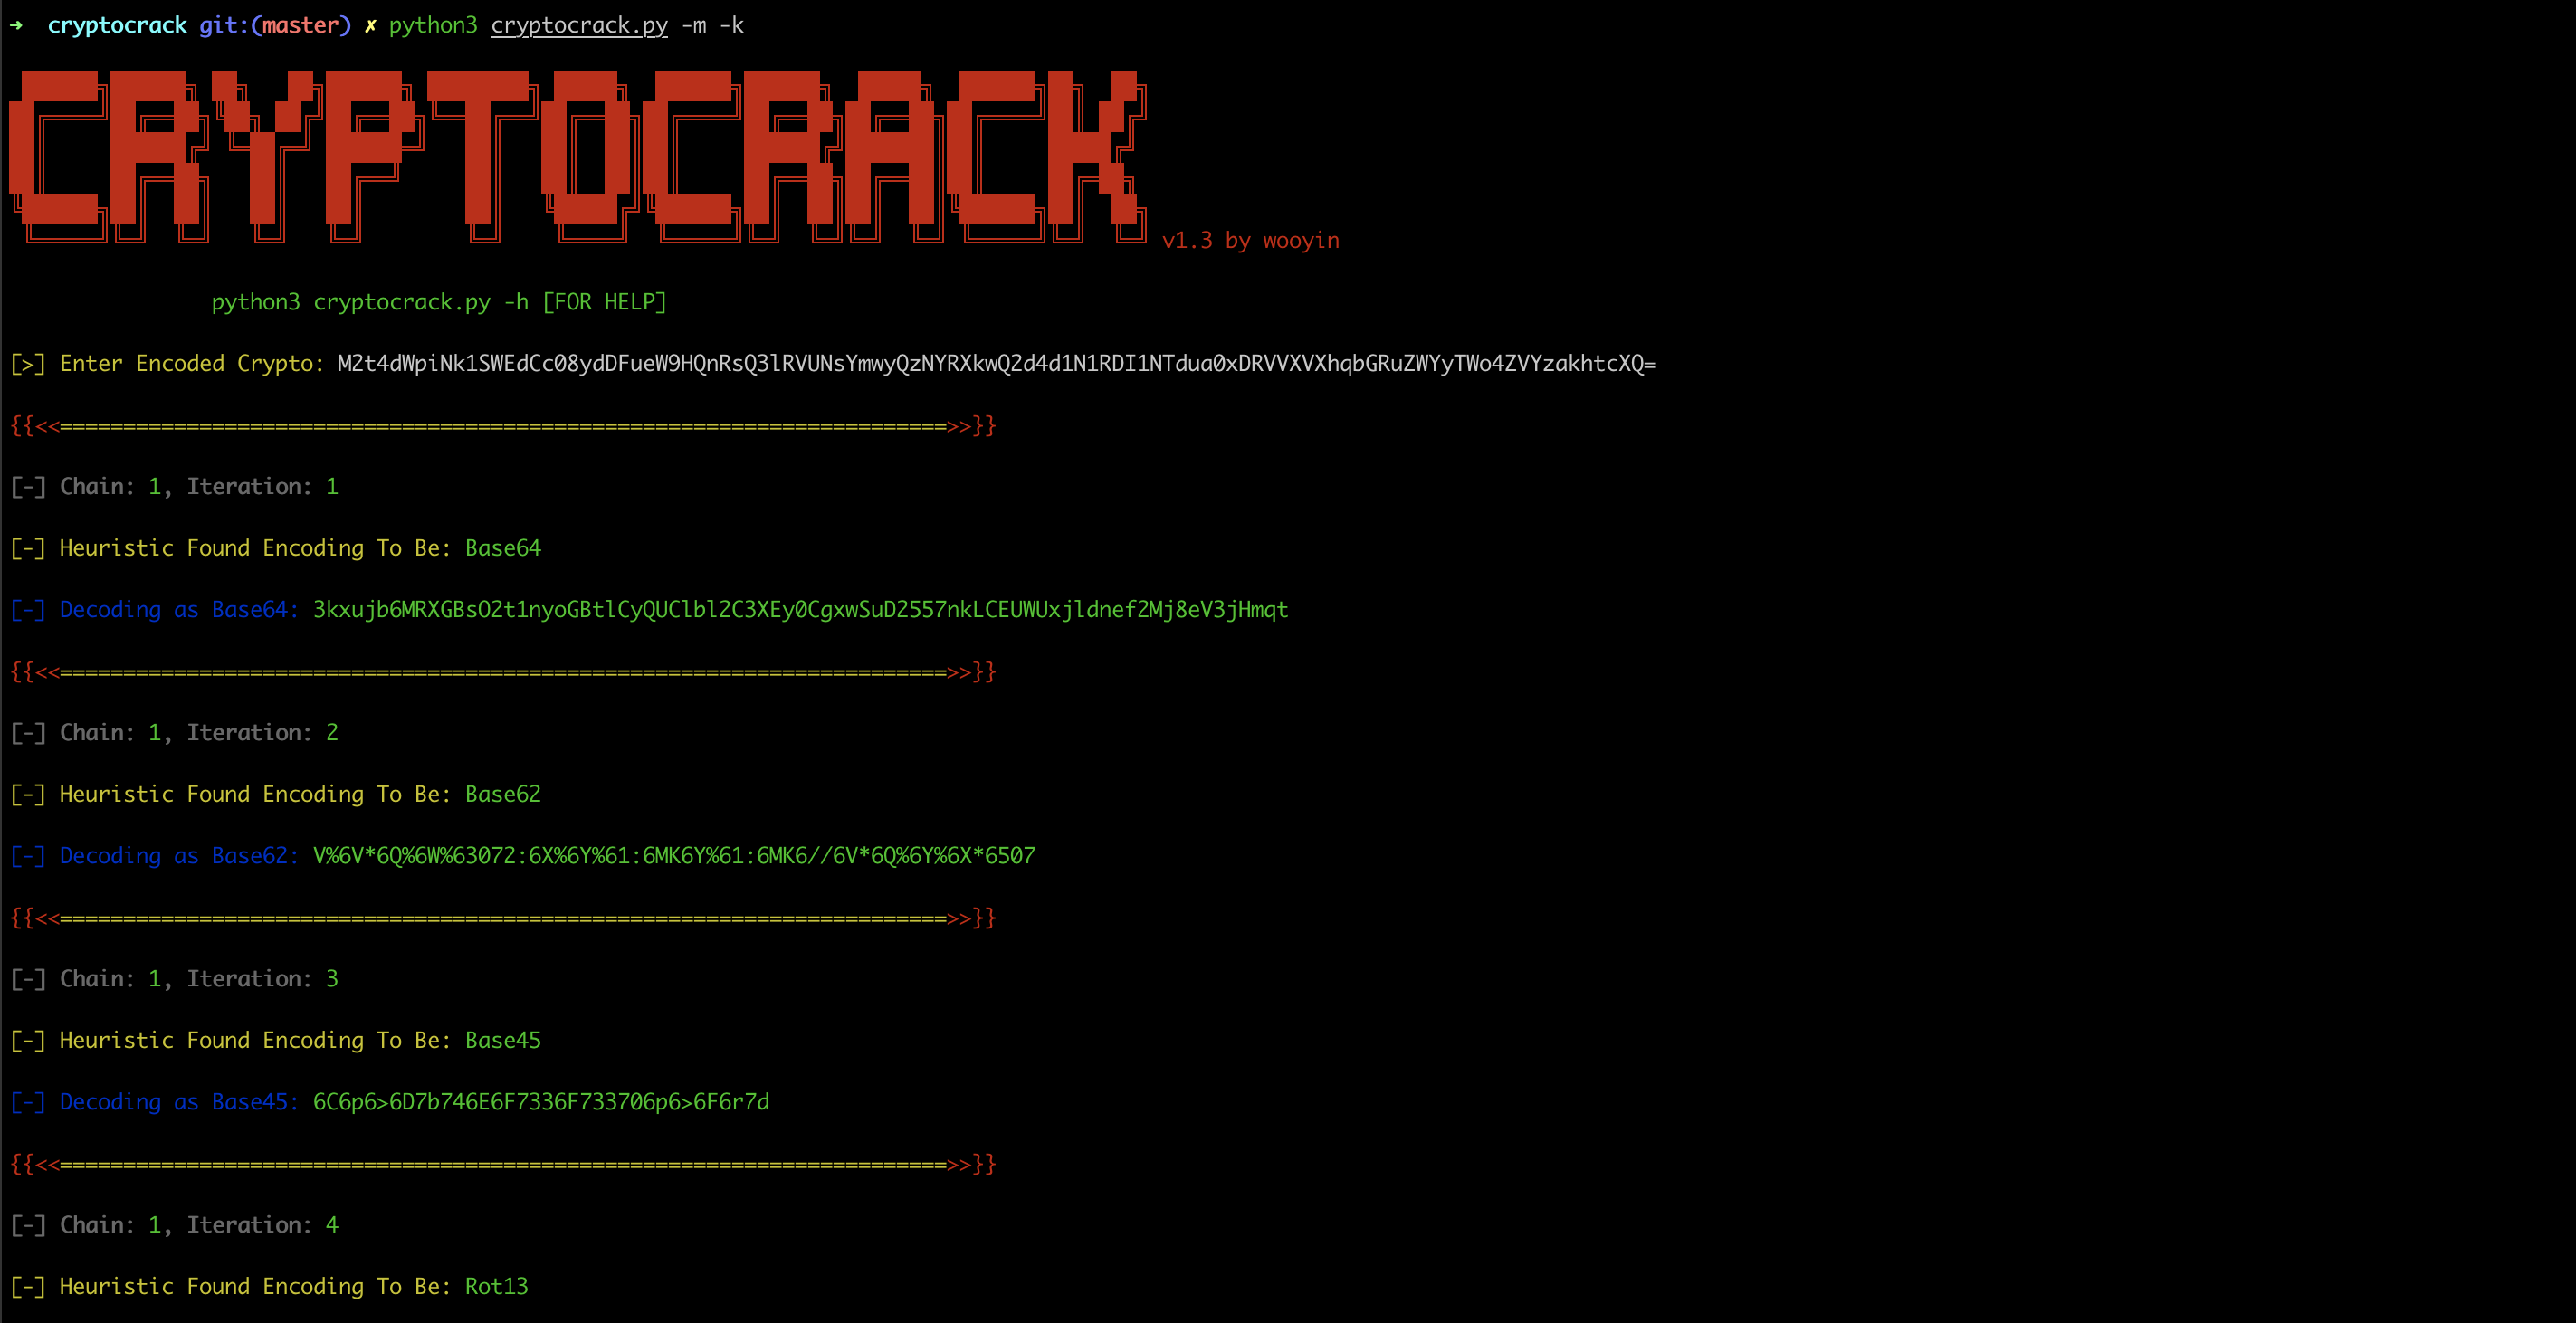 ➜  cryptocrack git:(master) ✗ python3 cryptocrack.py -m -k
CRYPTOCRACK v1.3 by wooyin
python3 cryptocrack.py -h [FOR HELP]
[>] Enter Encoded Crypto: M2t4dWpiNk1SWEdCc08ydDFueW9HQnRsQ3lRVUNsYmwyQzNYRXkwQ2d4d1N1RDI1NTdua0xDRVVXVXhqbGRuZWYyTWo4ZVYzakhtcXQ=
{{<<======================================================================>>}}
[-] Chain: 1, Iteration: 1
[-] Heuristic Found Encoding To Be: Base64
[-] Decoding as Base64: 3kxujb6MRXGBsO2t1nyoGBtlCyQUClbl2C3XEy0CgxwSuD2557nkLCEUWUxjldnef2Mj8eV3jHmqt
{{<<======================================================================>>}}
[-] Chain: 1, Iteration: 2
[-] Heuristic Found Encoding To Be: Base62
[-] Decoding as Base62: V%6V*6Q%6W%63072:6X%6Y%61:6MK6Y%61:6MK6//6V*6Q%6Y%6X*6507
{{<<======================================================================>>}}
[-] Chain: 1, Iteration: 3
[-] Heuristic Found Encoding To Be: Base45
[-] Decoding as Base45: 6C6p6>6D7b746E6F7336F733706p6>6F6r7d
{{<<======================================================================>>}}
[-] Chain: 1, Iteration: 4
[-] Heuristic Found Encoding To Be: Rot13